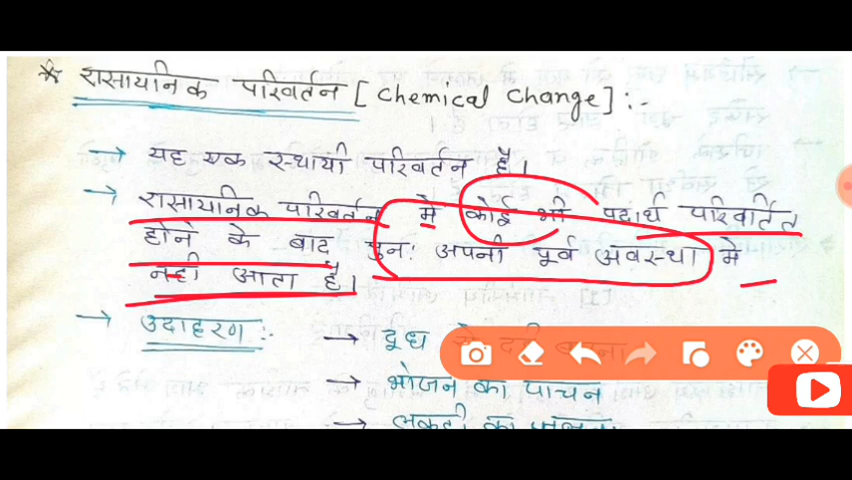 ☆ रासायनिक परिवर्तन [ Chemical Change ] :-
→ यह एक स्थायी परिवर्तन है।
→ रासायनिक परिवर्तन में कोई भी पदार्थ परिवर्तित
होने के बाद पुनः अपनी पूर्व अवस्था में
नहीं आता है।
→ उदाहरण :- → दूध
→ भोजन का पाचन
→ लकड़ी का